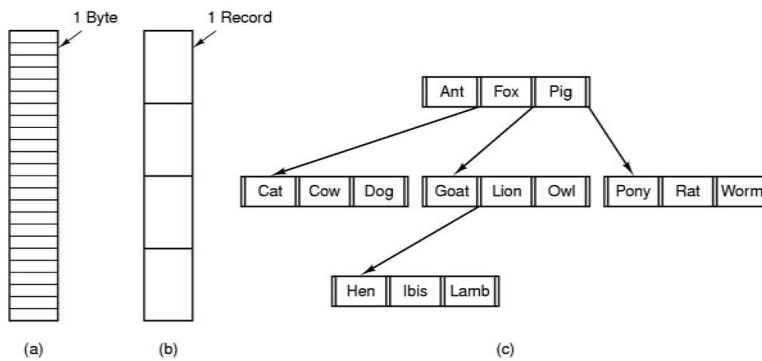 1 Byte
1 Record
Ant Fox Pig
Cat Cow Dog
Goat Lion Owl
Pony Rat Worm
Hen Ibis Lamb
(a)
(b)
(c)